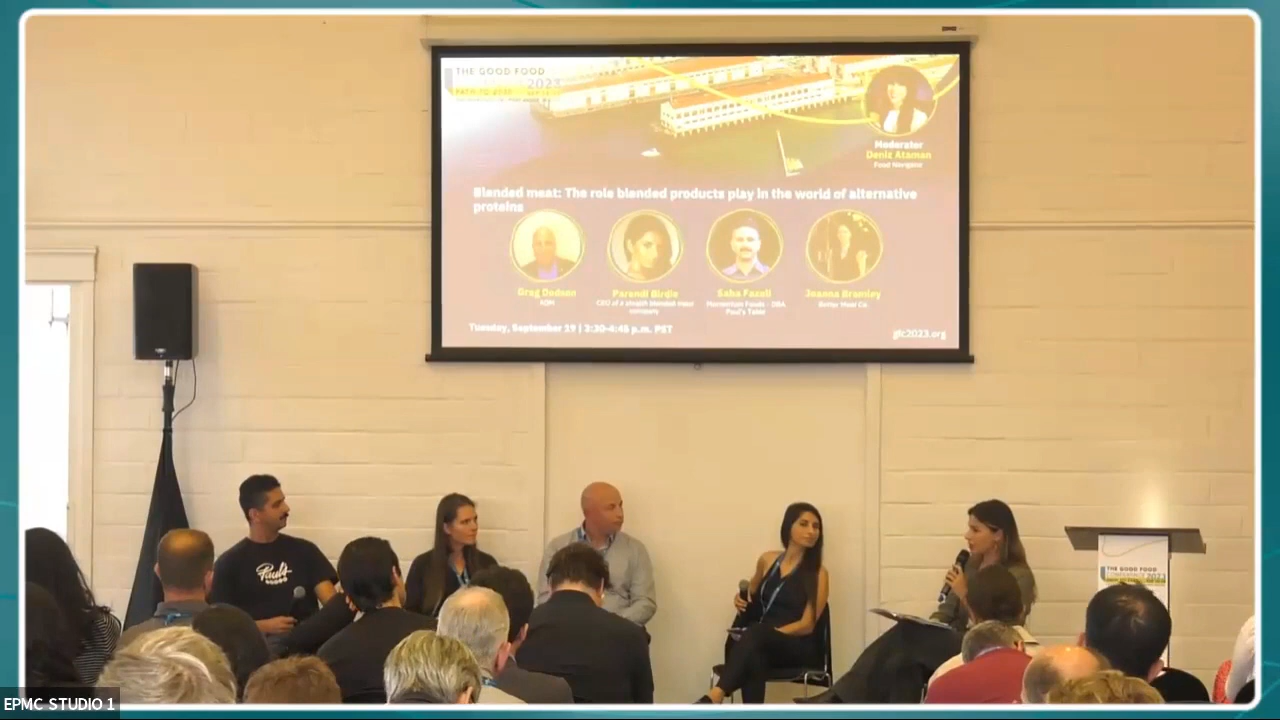 THE GOOD FOOD
2023
Moderator
Deniz Ataman
Food Navigator
Blended meat: The role blended products play in the world of alternative
proteins
Greg Dodson
ADM
Parendi Birdie
CEO of a stealth blended meat
company
Saba Fazeli
Momentum Foods - DBA
Paul's Table
Joanna Bromley
Better Meat Co.
Tuesday, September 19 | 3:30-4:45 p.m. PST
gfc2023.org
Paul's
THE GOOD FOOD
CONFERENCE 2023
EPMC STUDIO 1